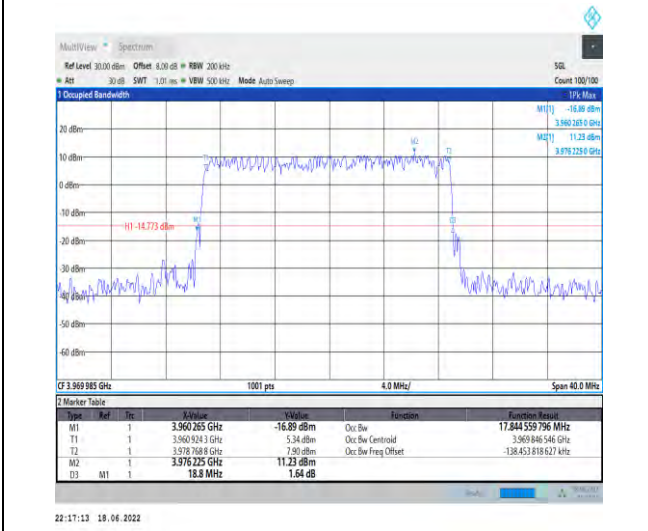 MultiView Spectrum
Ref Level 30.00 dBm Offset 8.00 dB RBW 200 kHz SGL
Att 30 dB SWT 1.01 ms VBW 500 kHz Mode Auto Sweep Count 100/100
1 Occupied Bandwidth 1Pk Max
M1[1] -16.89 dBm
3.960 265 0 GHz
M2[1] 11.23 dBm
3.976 225 0 GHz
20 dBm
M2
T1 T2
10 dBm
0 dBm
-10 dBm
M1 D3
H1 -14.773 dBm
-20 dBm
-30 dBm
-40 dBm
-50 dBm
-60 dBm
CF 3.969 985 GHz 1001 pts 4.0 MHz/ Span 40.0 MHz
2 Marker Table
Type Ref Trc X-Value Y-Value Function Function Result
M1 1 3.960 265 GHz -16.89 dBm Occ Bw 17.844 559 796 MHz
T1 1 3.960 924 3 GHz 5.34 dBm Occ Bw Centroid 3.969 846 546 GHz
T2 1 3.978 768 8 GHz 7.90 dBm Occ Bw Freq Offset -138.453 818 627 kHz
M2 1 3.976 225 GHz 11.23 dBm
D3 M1 1 18.8 MHz 1.64 dB
22:17:13 18.06.2022